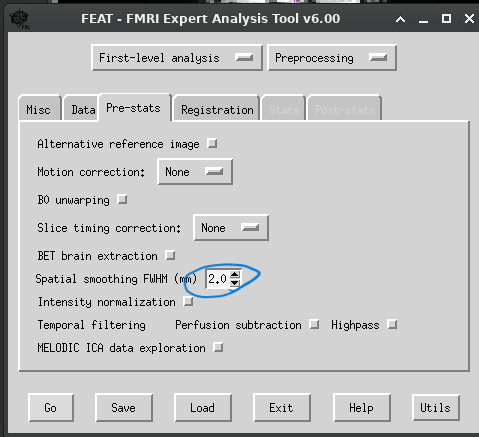 FEAT - FMRI Expert Analysis Tool v6.00
First-level analysis Preprocessing
Misc Data Pre-stats Registration Stats Post-stats
Alternative reference image
Motion correction: None
B0 unwarping
Slice timing correction: None
BET brain extraction
Spatial smoothing FWHM (mm) 2.0
Intensity normalization
Temporal filtering Perfusion subtraction Highpass
MELODIC ICA data exploration
Go Save Load Exit Help Utils